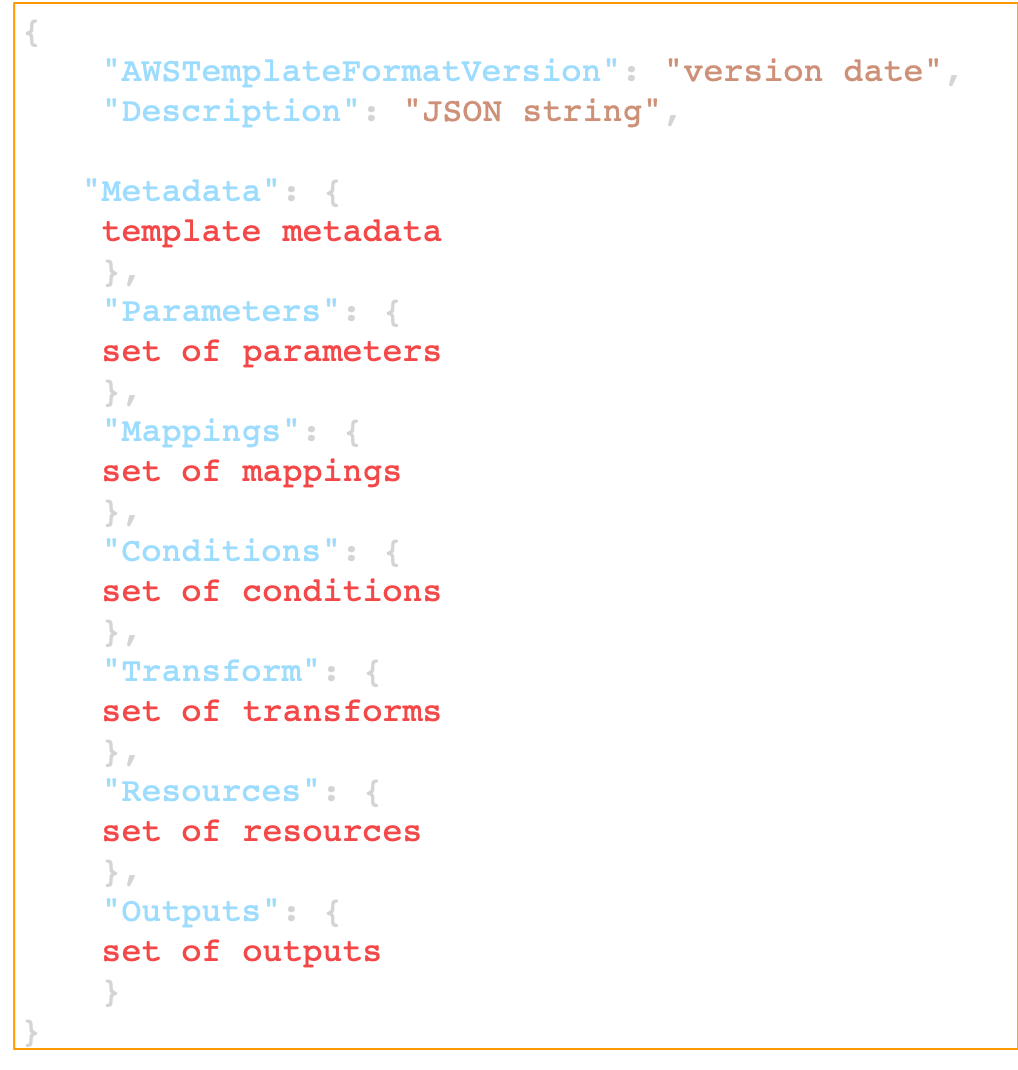 {
"AWSTemplateFormatVersion": "version date",
"Description": "JSON string",
"Metadata": {
template metadata
},
"Parameters": {
set of parameters
},
"Mappings": {
set of mappings
},
"Conditions": {
set of conditions
},
"Transform": {
set of transforms
},
"Resources": {
set of resources
},
"Outputs": {
set of outputs
}
}